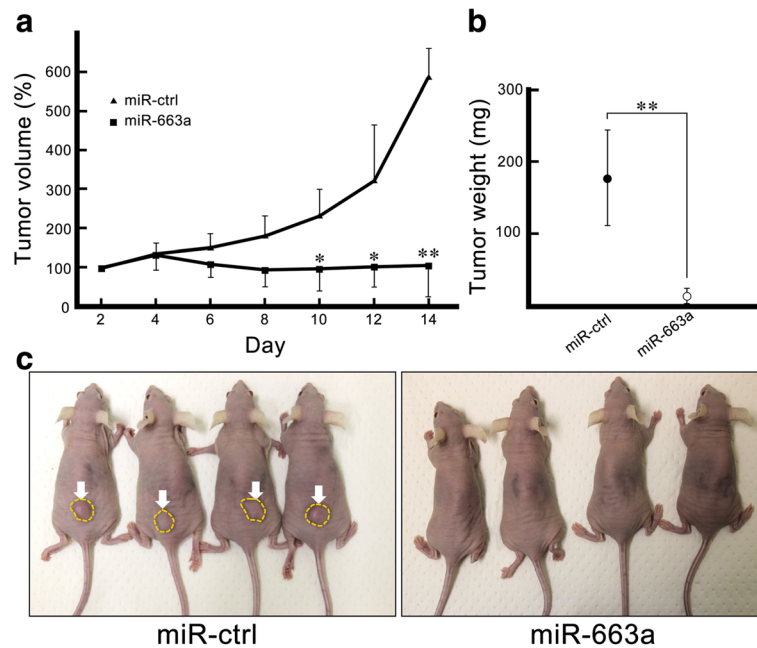 a
Tumor volume (%)
600
500
400
300
200
100
0
miR-ctrl
miR-663a
*
*
**
2
4
6
8
10
12
14
Day
b
Tumor weight (mg)
300
200
100
**
miR-ctrl
miR-663a
c
miR-ctrl
miR-663a